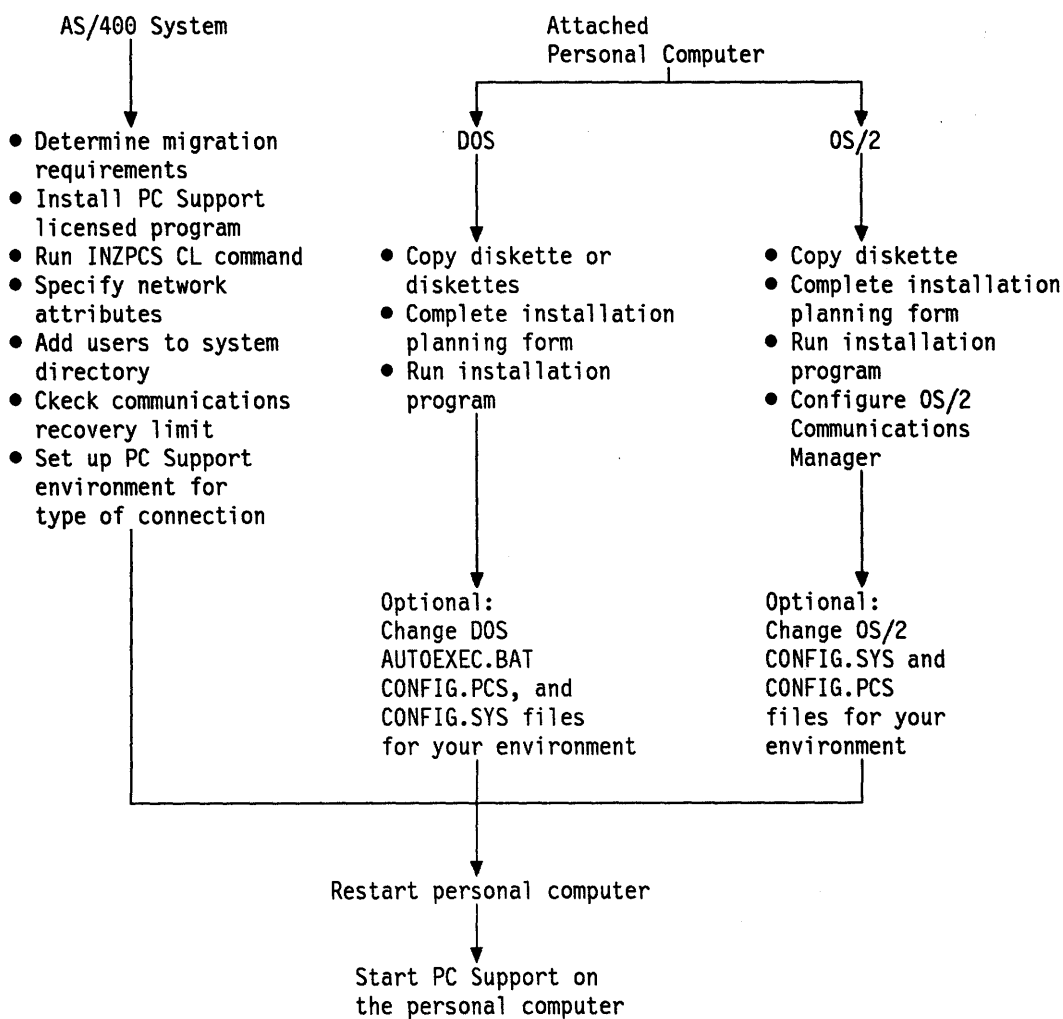 AS/400 System
Attached
Personal Computer
● Determine migration
requirements
● Install PC Support
licensed program
● Run INZPCS CL command
● Specify network
attributes
● Add users to system
directory
● Ckeck communications
recovery limit
● Set up PC Support
environment for
type of connection
DOS
● Copy diskette or
diskettes
● Complete installation
planning form
● Run installation
program
Optional:
Change DOS
AUTOEXEC.BAT
CONFIG.PCS, and
CONFIG.SYS files
for your environment
OS/2
● Copy diskette
● Complete installation
planning form
● Run installation
program
● Configure OS/2
Communications
Manager
Optional:
Change OS/2
CONFIG.SYS and
CONFIG.PCS
files for your
environment
Restart personal computer
Start PC Support on
the personal computer